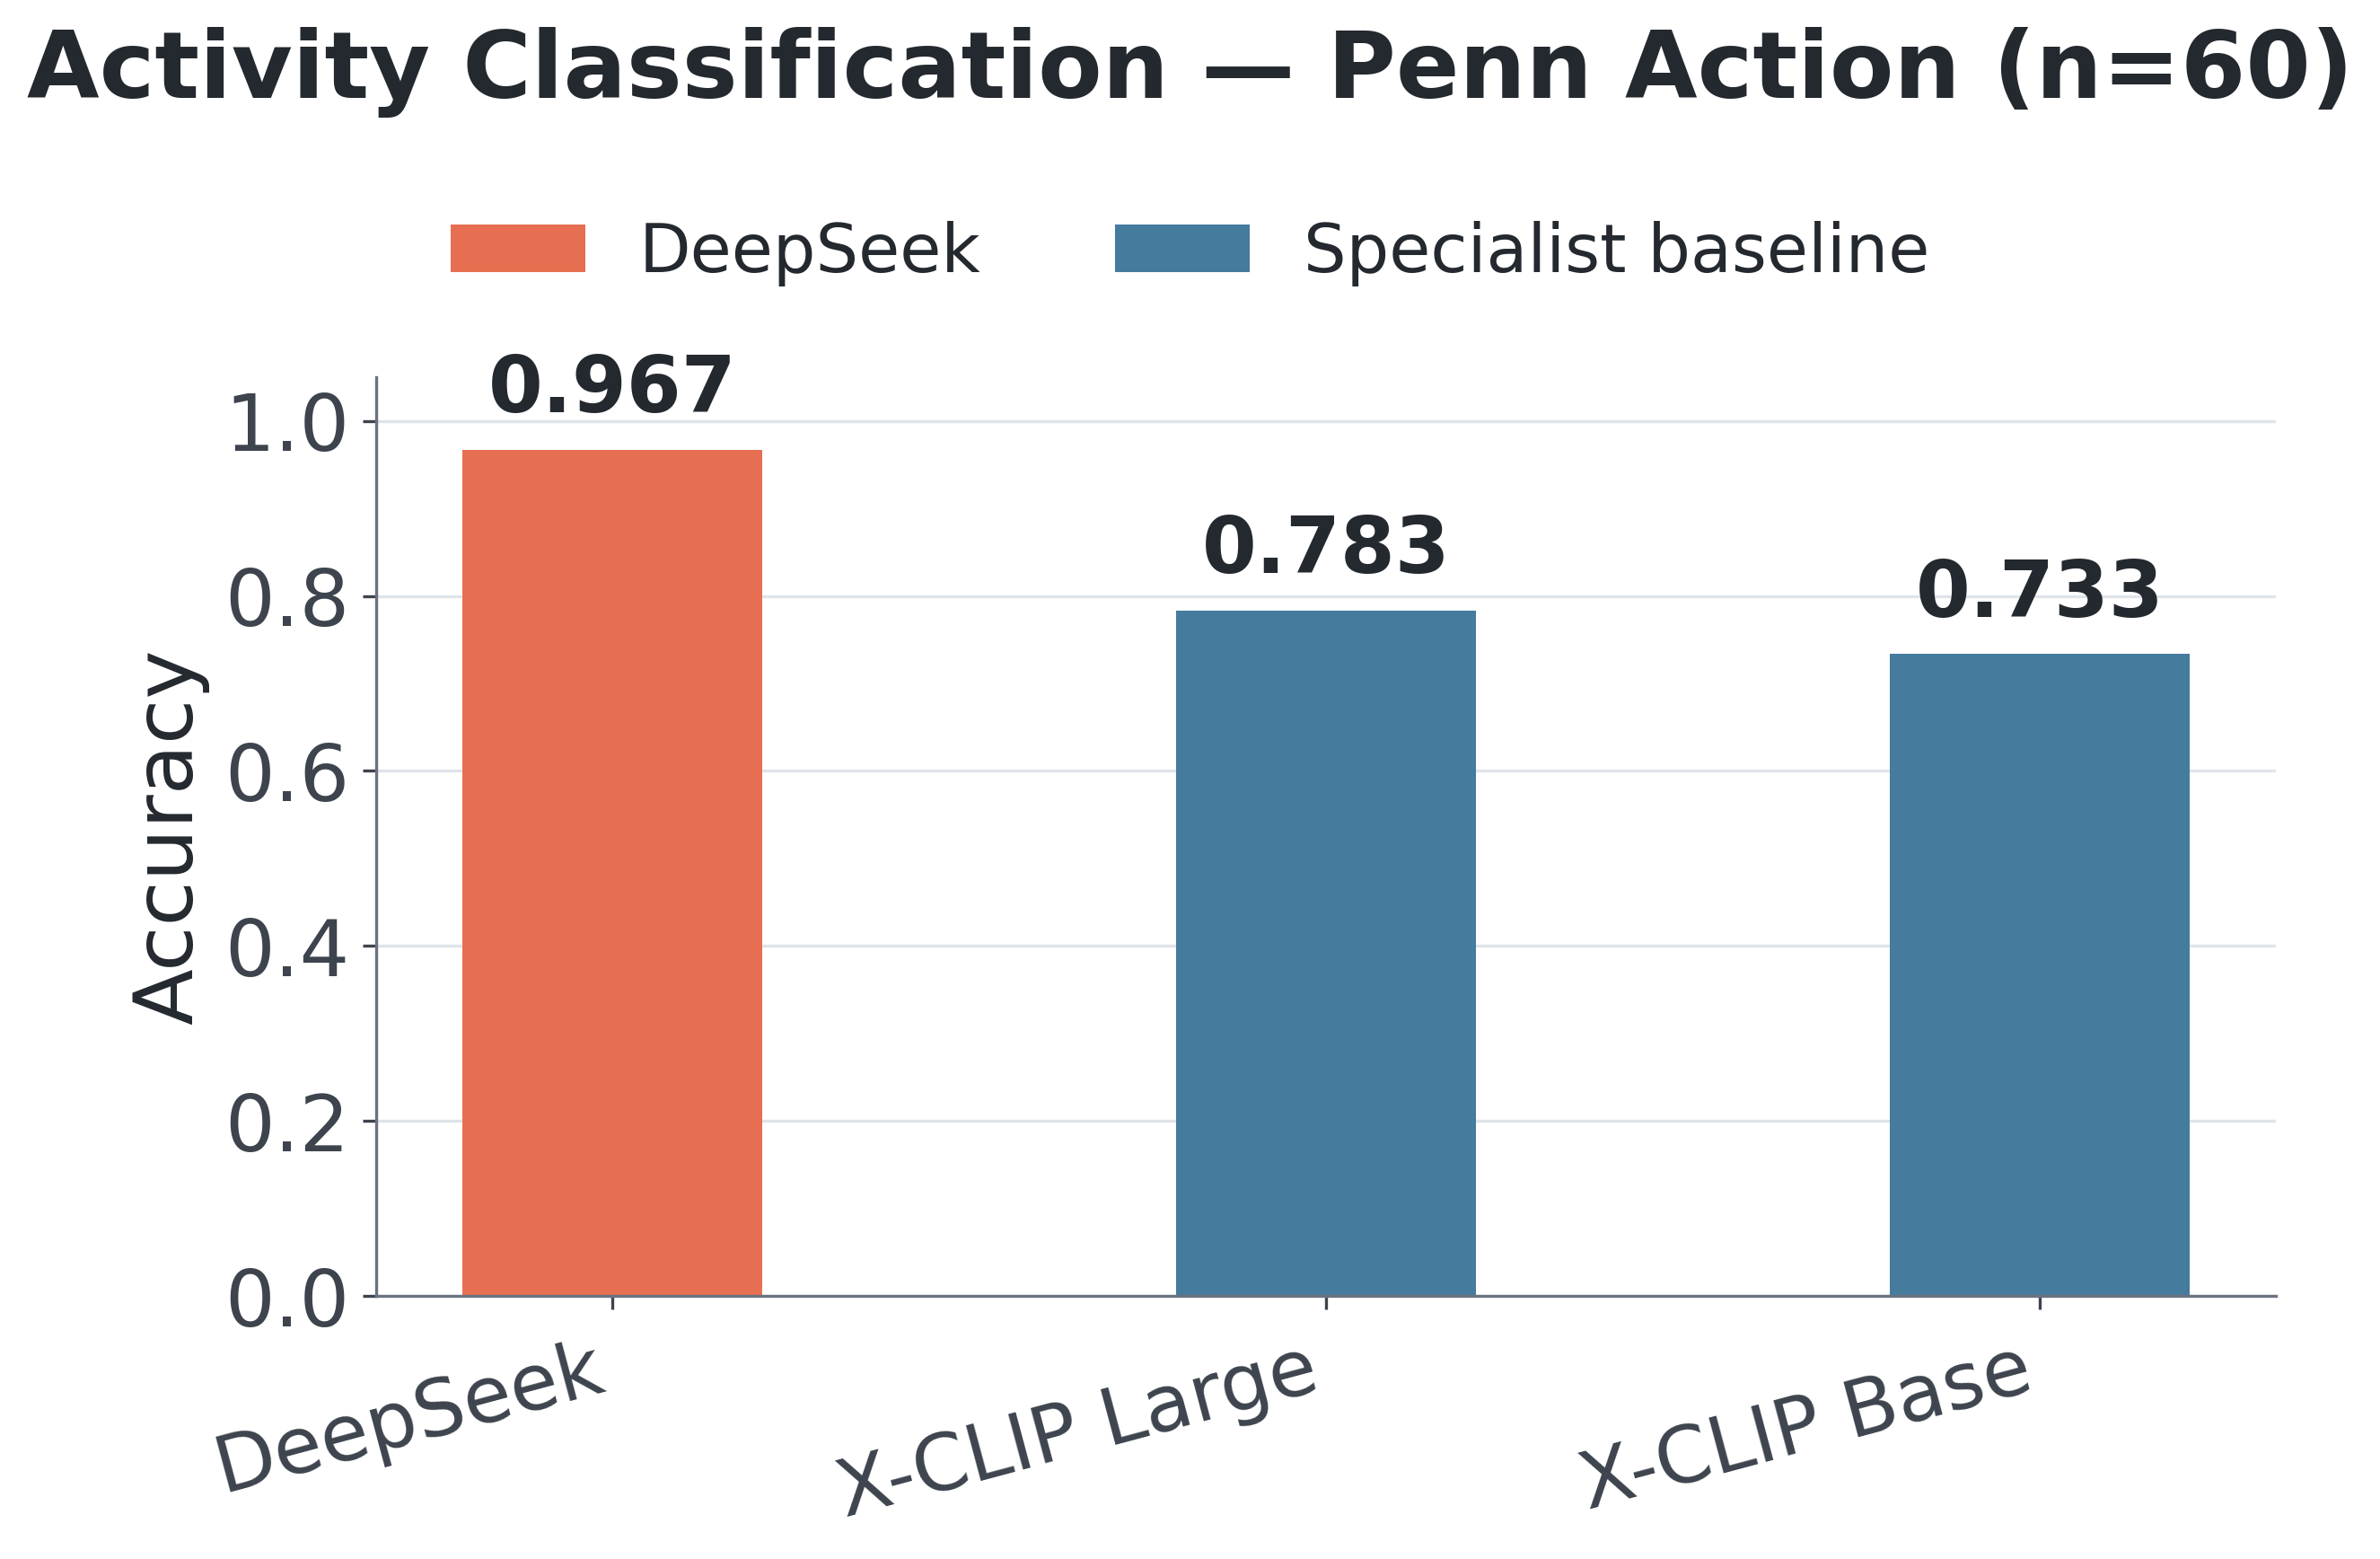 Activity Classification — Penn Action (n=60)
DeepSeek
Specialist baseline
0.967
0.783
0.733
1.0
0.8
0.6
0.4
0.2
0.0
Accuracy
DeepSeek
X-CLIP Large
X-CLIP Base